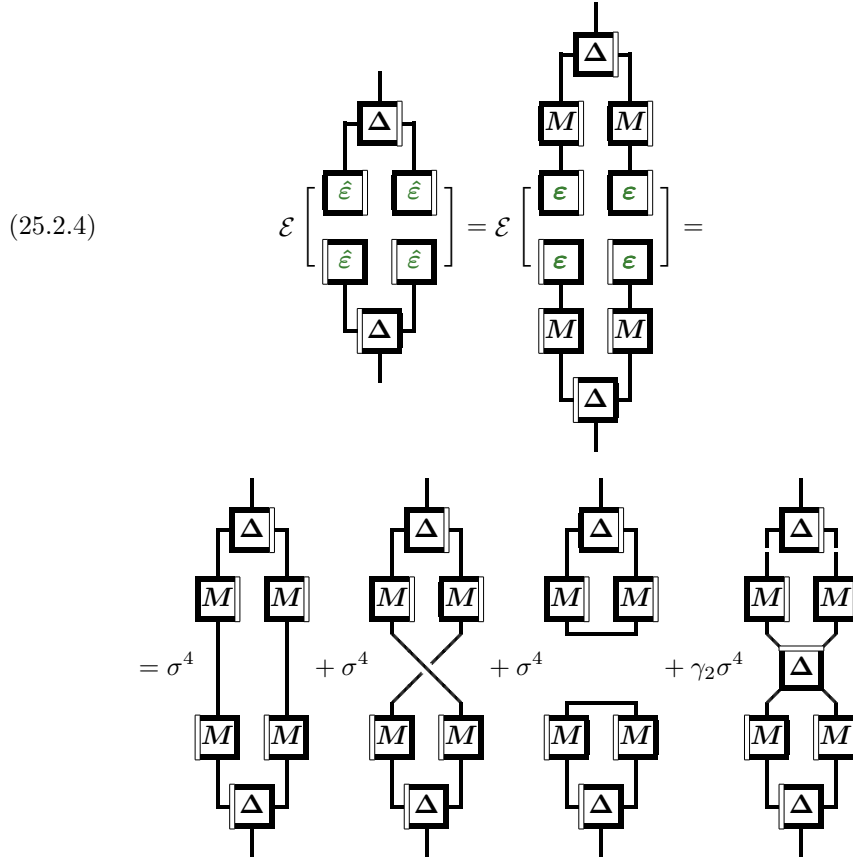 Δ
Δ
M M
ε̂ ε̂ ε ε
(25.2.4) ℰ [ ] = ℰ [ ] =
ε̂ ε̂ ε ε
Δ M M
Δ
Δ Δ Δ Δ
M M M M M M M M
= σ⁴ + σ⁴ + σ⁴ + γ₂σ⁴ Δ
M M M M M M M M
Δ Δ Δ Δ